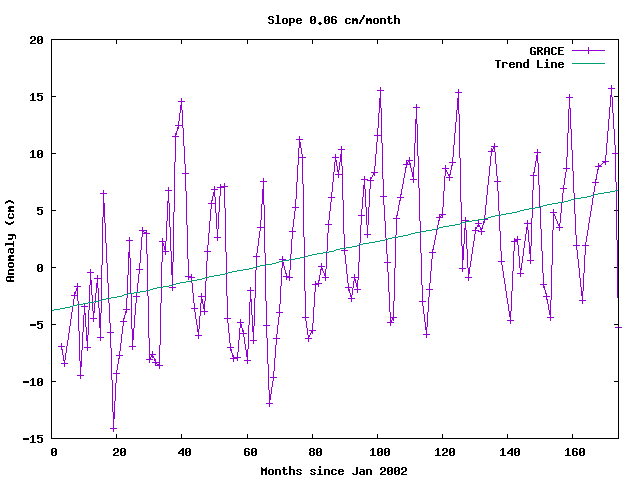 Slope 0.06 cm/month
20
15
10
5
0
-5
-10
-15
Anomaly (cm)
GRACE
Trend Line
0 20 40 60 80 100 120 140 160
Months since Jan 2002